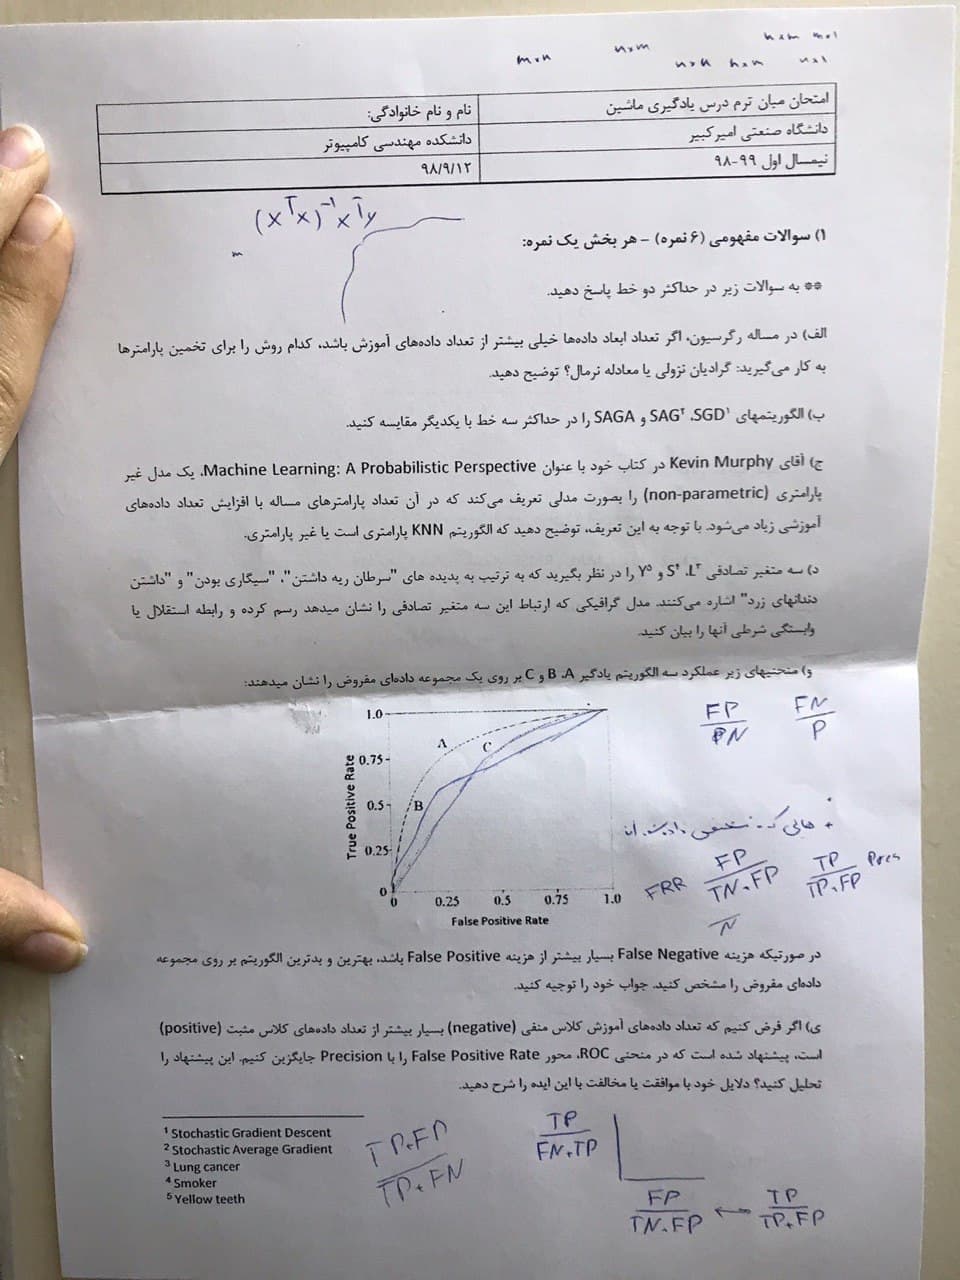 m×n n×m n×n n×m n×m m×1 n×1
امتحان میان ترم درس یادگیری ماشین
نام و نام خانوادگی:
دانشگاه صنعتی امیرکبیر
دانشکده مهندسی کامپیوتر
نیمسال اول ۹۹-۹۸
۹۸/۹/۱۲
(x^T x)^-1 x^T y
m
۱) سوالات مفهومی (۶ نمره) - هر بخش یک نمره:
** به سوالات زیر در حداکثر دو خط پاسخ دهید.
الف) در مساله رگرسیون، اگر تعداد ابعاد داده‌ها خیلی بیشتر از تعداد داده‌های آموزش باشد، کدام روش را برای تخمین پارامترها
به کار می‌گیرید: گرادیان نزولی یا معادله نرمال؟ توضیح دهید.
ب) الگوریتمهای SGD¹، SAG² و SAGA را در حداکثر سه خط با یکدیگر مقایسه کنید.
ج) آقای Kevin Murphy در کتاب خود با عنوان Machine Learning: A Probabilistic Perspective، یک مدل غیر
پارامتری (non-parametric) را بصورت مدلی تعریف می‌کند که در آن تعداد پارامترهای مساله با افزایش تعداد داده‌های
آموزشی زیاد می‌شود. با توجه به این تعریف، توضیح دهید که الگوریتم KNN پارامتری است یا غیر پارامتری.
د) سه متغیر تصادفی L³، S⁴ و Y⁵ را در نظر بگیرید که به ترتیب به پدیده های "سرطان ریه داشتن"، "سیگاری بودن" و "داشتن
دندانهای زرد" اشاره می‌کنند. مدل گرافیکی که ارتباط این سه متغیر تصادفی را نشان میدهد رسم کرده و رابطه استقلال یا
وابستگی شرطی آنها را بیان کنید.
و) منحنیهای زیر عملکرد سه الگوریتم یادگیر A، B و C بر روی یک مجموعه داده‌ای مفروض را نشان میدهند:
FP/N FN/P
1.0
A
C
0.75
0.5
B
0.25
0
True Positive Rate
0 0.25 0.5 0.75 1.0
False Positive Rate
FRR FP/TN+FP TP/TP+FP Pres
N
در صورتیکه هزینه False Negative بسیار بیشتر از هزینه False Positive باشد، بهترین و بدترین الگوریتم بر روی مجموعه
داده‌ای مفروض را مشخص کنید. جواب خود را توجیه کنید.
ی) اگر فرض کنیم که تعداد داده‌های آموزش کلاس منفی (negative) بسیار بیشتر از تعداد داده‌های کلاس مثبت (positive)
است، پیشنهاد شده است که در منحنی ROC، محور False Positive Rate را با Precision جایگزین کنیم. این پیشنهاد را
تحلیل کنید؟ دلایل خود با موافقت یا مخالفت با این ایده را شرح دهید.
¹ Stochastic Gradient Descent
² Stochastic Average Gradient
³ Lung cancer
⁴ Smoker
⁵ Yellow teeth
TP+FP/TP+FN
TP/FN+TP
FP/TN+FP ↔ TP/TP+FP